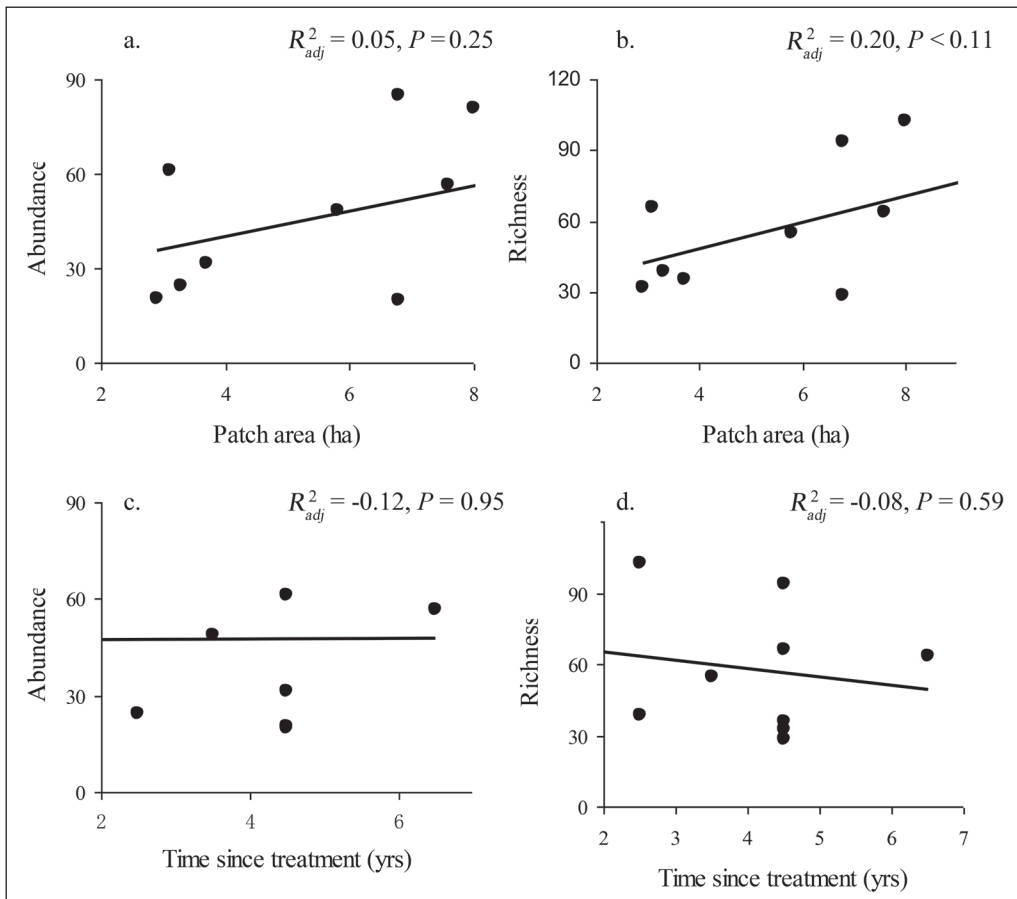 a. R²adj = 0.05, P = 0.25
90
60
30
0
Abundance
2 4 6 8
Patch area (ha)
b. R²adj = 0.20, P < 0.11
120
90
60
30
0
Richness
2 4 6 8
Patch area (ha)
c. R²adj = -0.12, P = 0.95
90
60
30
0
Abundance
2 4 6
Time since treatment (yrs)
d. R²adj = -0.08, P = 0.59
90
60
30
0
Richness
2 3 4 5 6 7
Time since treatment (yrs)